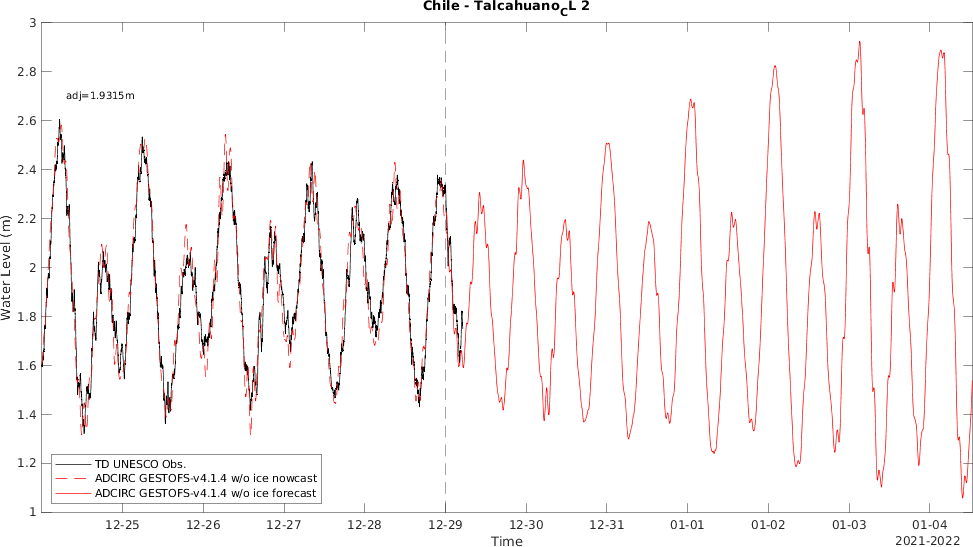 Chile - Talcahuano_CL 2
3
2.8
adj=1.9315m
2.6
2.4
2.2
2
1.8
1.6
1.4
1.2
1
Water Level (m)
TD UNESCO Obs.
ADCIRC GESTOFS-v4.1.4 w/o ice nowcast
ADCIRC GESTOFS-v4.1.4 w/o ice forecast
12-25 12-26 12-27 12-28 12-29 12-30 12-31 01-01 01-02 01-03 01-04
Time
2021-2022